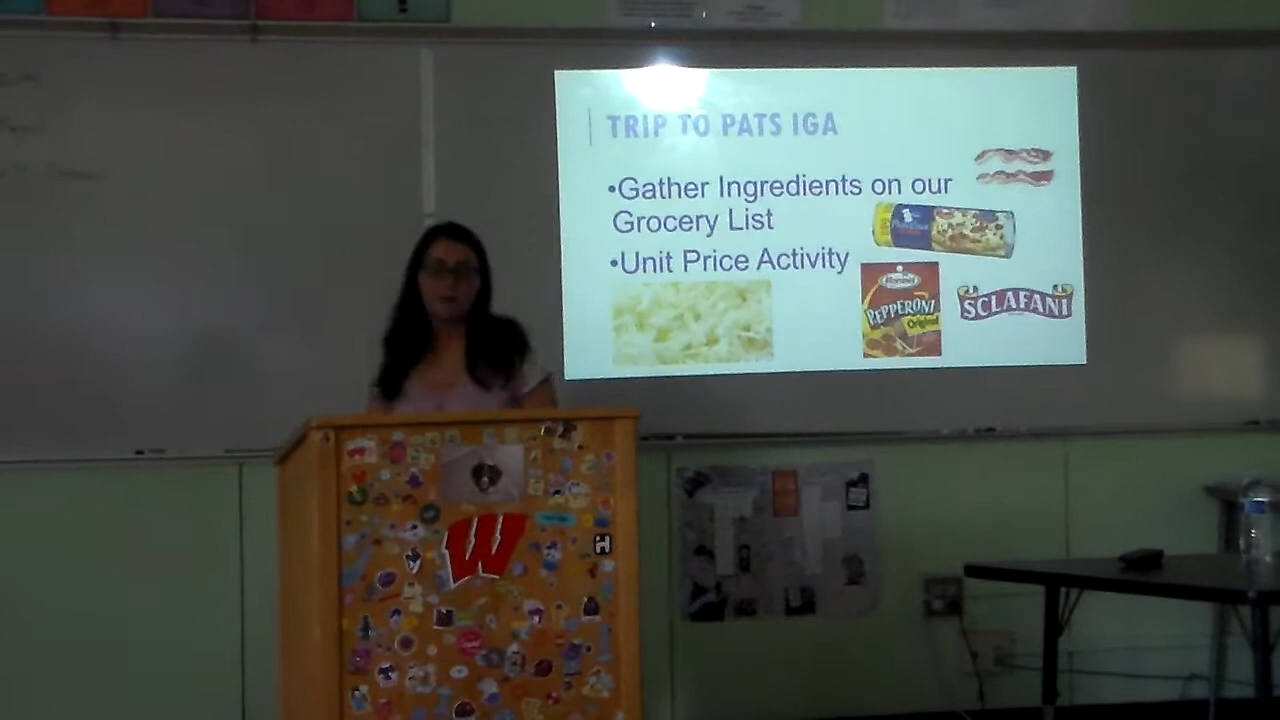 TRIP TO PATS IGA
•Gather Ingredients on our
Grocery List
•Unit Price Activity
PEPPERONI
Original
SCLAFANI
W
H